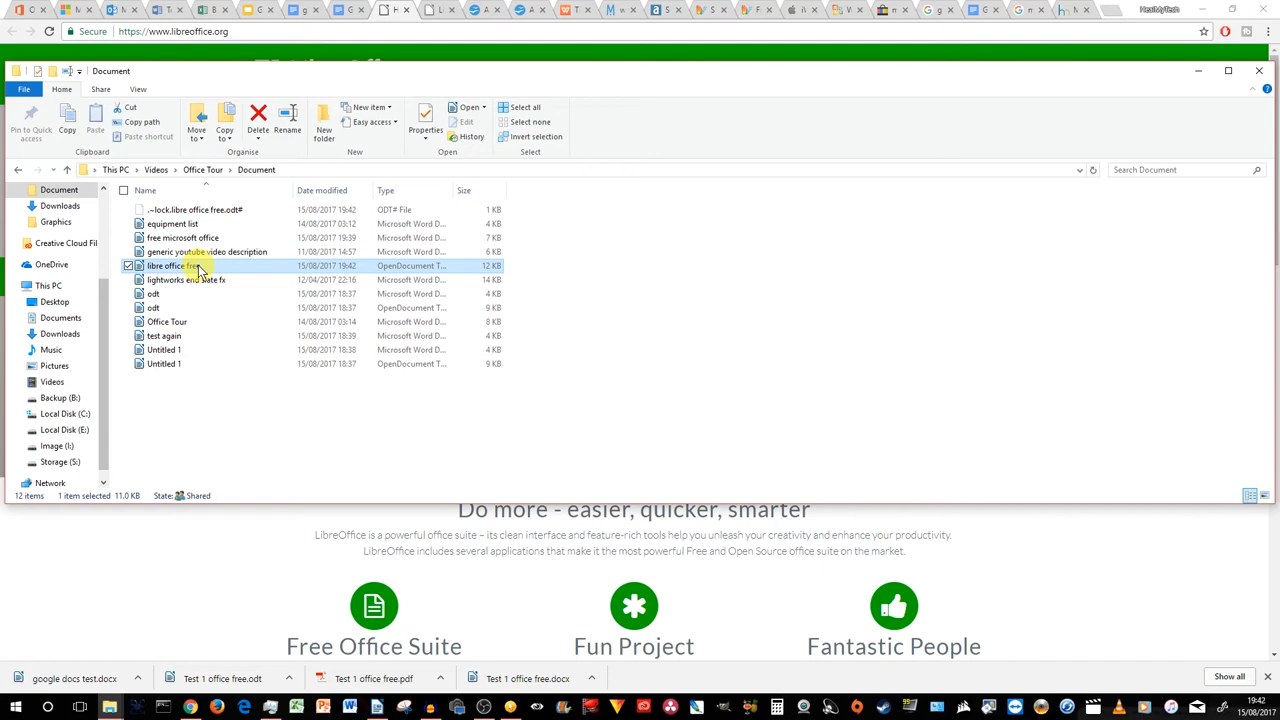 NeatMyTech
Secure
https://www.libreoffice.org
Document
File
Home
Share
View
Pin to Quick access
Copy
Paste
Cut
Copy path
Paste shortcut
Clipboard
Move to
Copy to
Delete
Rename
Organise
New folder
New item
Easy access
New
Properties
Open
Edit
History
Open
Select all
Select none
Invert selection
Select
This PC
Videos
Office Tour
Document
Search Document
Document
Downloads
Graphics
Creative Cloud Fil
OneDrive
This PC
Desktop
Documents
Downloads
Music
Pictures
Videos
Backup (B:)
Local Disk (C:)
Local Disk (E:)
Image (I:)
Storage (S:)
Network
Name Date modified Type Size
.~lock.libre office free.odt# 15/08/2017 19:42 ODT# File 1 KB
equipment list 14/08/2017 03:12 Microsoft Word D... 4 KB
free microsoft office 15/08/2017 19:39 Microsoft Word D... 7 KB
generic youtube video description 11/08/2017 14:57 Microsoft Word D... 6 KB
libre office free 15/08/2017 19:42 OpenDocument T... 12 KB
lightworks end slate fx 12/04/2017 22:16 Microsoft Word D... 14 KB
odt 15/08/2017 18:37 Microsoft Word D... 4 KB
odt 15/08/2017 18:37 OpenDocument T... 9 KB
Office Tour 14/08/2017 03:14 Microsoft Word D... 8 KB
test again 15/08/2017 18:39 Microsoft Word D... 4 KB
Untitled 1 15/08/2017 18:38 Microsoft Word D... 4 KB
Untitled 1 15/08/2017 18:37 OpenDocument T... 9 KB
12 items 1 item selected 11.0 KB State: Shared
Do more - easier, quicker, smarter
LibreOffice is a powerful office suite – its clean interface and feature-rich tools help you unleash your creativity and enhance your productivity.
LibreOffice includes several applications that make it the most powerful Free and Open Source office suite on the market.
Free Office Suite
Fun Project
Fantastic People
google docs test.docx
Test 1 office free.odt
Test 1 office free.pdf
Test 1 office free.docx
Show all
19:42
15/08/2017